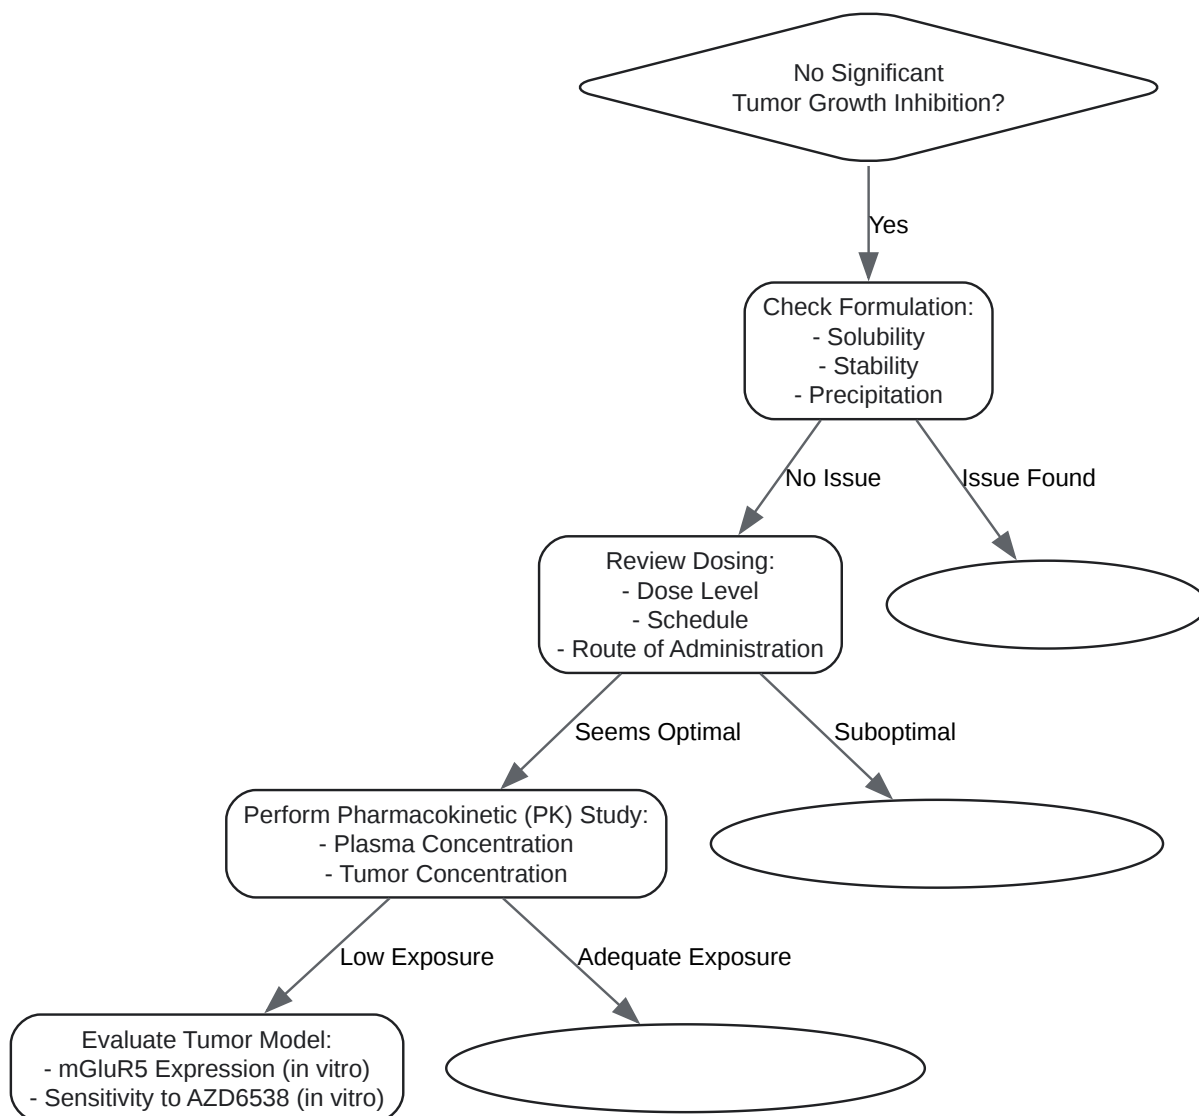 No Significant
Tumor Growth Inhibition?
Yes
Check Formulation:
- Solubility
- Stability
- Precipitation
No Issue
Issue Found
Review Dosing:
- Dose Level
- Schedule
- Route of Administration
Seems Optimal
Suboptimal
Perform Pharmacokinetic (PK) Study:
- Plasma Concentration
- Tumor Concentration
Low Exposure
Adequate Exposure
Evaluate Tumor Model:
- mGluR5 Expression (in vitro)
- Sensitivity to AZD6538 (in vitro)